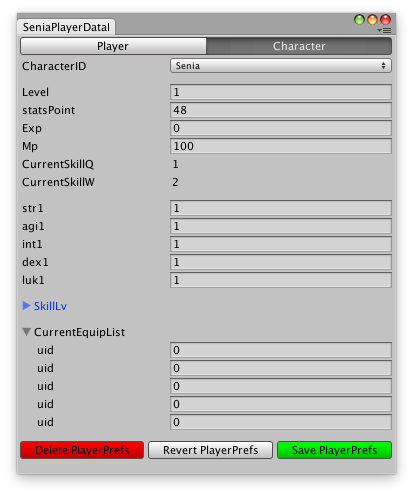 SeniaPlayerDataI
Player Character
CharacterID Senia
Level 1
statsPoint 48
Exp 0
Mp 100
CurrentSkillQ 1
CurrentSkillW 2
str1 1
agi1 1
int1 1
dex1 1
luk1 1
SkillLv
CurrentEquipList
uid 0
uid 0
uid 0
uid 0
uid 0
Delete PlayerPrefs Revert PlayerPrefs Save PlayerPrefs